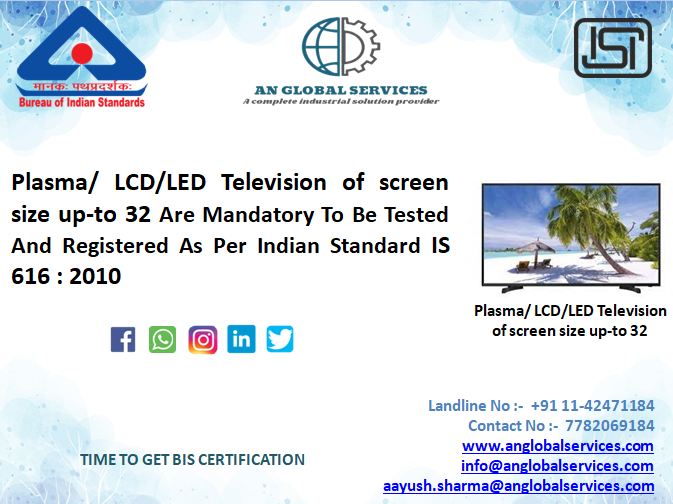 मानकः पथप्रदर्शकः
Bureau of Indian Standards
AN GLOBAL SERVICES
A complete industrial solution provider
ISI
Plasma/ LCD/LED Television of screen
size up-to 32 Are Mandatory To Be Tested
And Registered As Per Indian Standard IS
616 : 2010
Plasma/ LCD/LED Television
of screen size up-to 32
Landline No :- +91 11-42471184
Contact No :- 7782069184
www.anglobalservices.com
info@anglobalservices.com
aayush.sharma@anglobalservices.com
TIME TO GET BIS CERTIFICATION